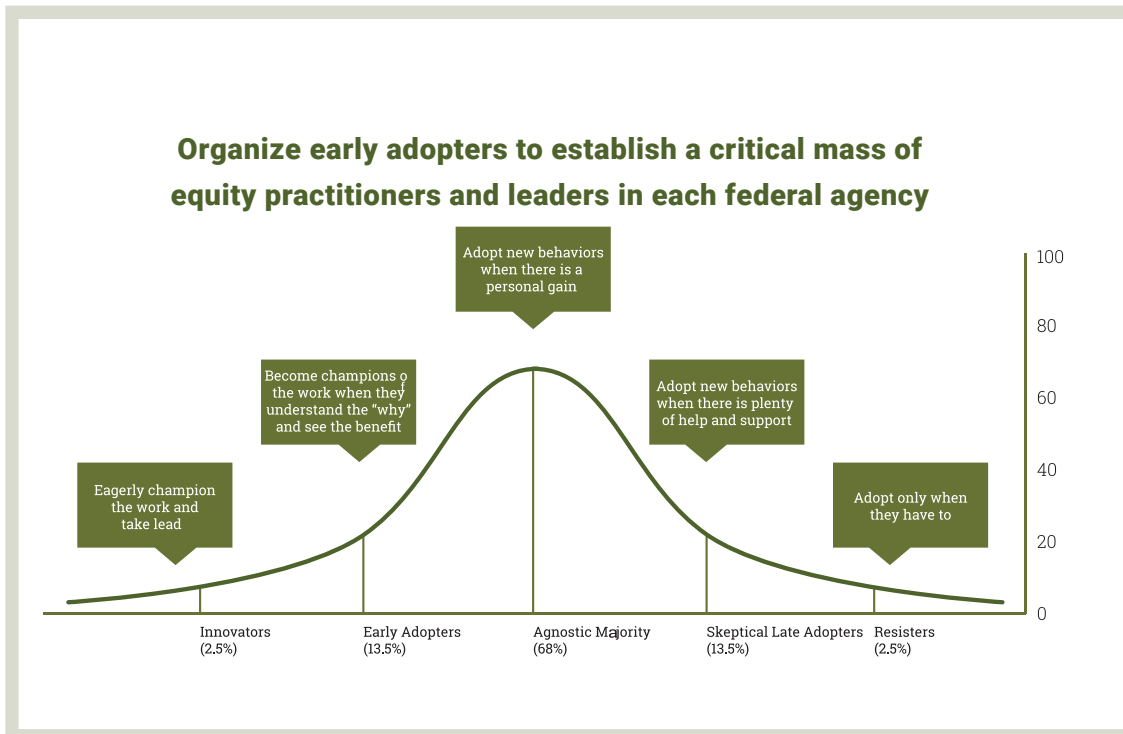 Organize early adopters to establish a critical mass of
equity practitioners and leaders in each federal agency
Adopt new behaviors
when there is a
personal gain
Become champions of
the work when they
understand the “why”
and see the benefit
Adopt new behaviors
when there is plenty
of help and support
Eagerly champion
the work and
take lead
Adopt only when
they have to
100
80
60
40
20
0
Innovators
(2.5%)
Early Adopters
(13.5%)
Agnostic Majority
(68%)
Skeptical Late Adopters
(13.5%)
Resisters
(2.5%)